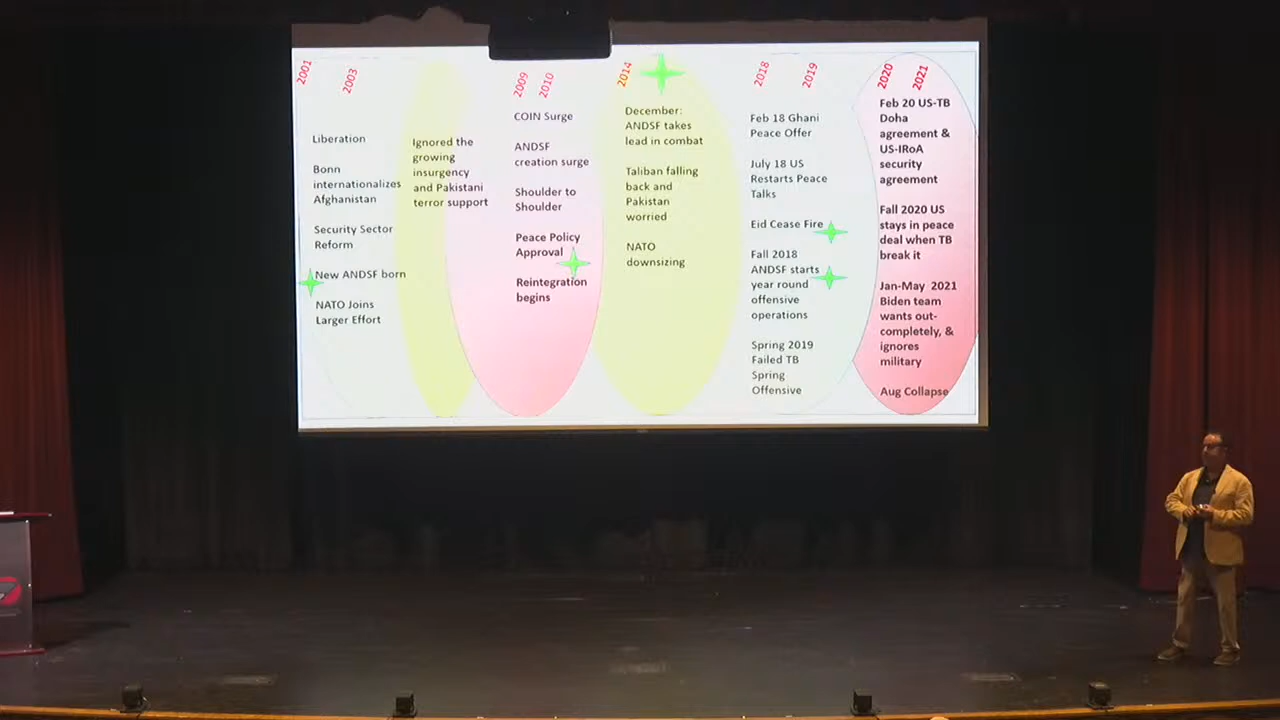 2001
2003
Liberation
Bonn
internationalizes
Afghanistan
Security Sector
Reform
New ANDSF born
NATO Joins
Larger Effort
Ignored the
growing
insurgency
and Pakistani
terror support
2009
2010
COIN Surge
ANDSF
creation surge
Shoulder to
Shoulder
Peace Policy
Approval
Reintegration
begins
2014
December:
ANDSF takes
lead in combat
Taliban falling
back and
Pakistan
worried
NATO
downsizing
2018
2019
Feb 18 Ghani
Peace Offer
July 18 US
Restarts Peace
Talks
Eid Cease Fire
Fall 2018
ANDSF starts
year round
offensive
operations
Spring 2019
Failed TB
Spring
Offensive
2020
2021
Feb 20 US-TB
Doha
agreement &
US-IRoA
security
agreement
Fall 2020 US
stays in peace
deal when TB
break it
Jan-May 2021
Biden team
wants out-
completely, &
ignores
military
Aug Collapse